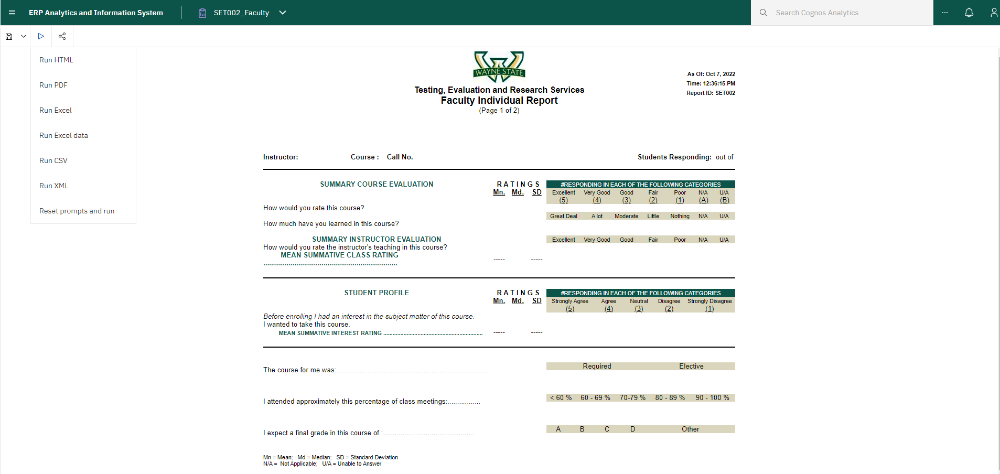 ERP Analytics and Information System SET002_Faculty Search Cognos Analytics
Run HTML
Run PDF
Run Excel
Run Excel data
Run CSV
Run XML
Reset prompts and run
WAYNE STATE
Testing, Evaluation and Research Services
Faculty Individual Report
(Page 1 of 2)
As Of: Oct 7, 2022
Time: 12:36:15 PM
Report ID: SET002
Instructor: Course : Call No. Students Responding: out of
SUMMARY COURSE EVALUATION R A T I N G S #RESPONDING IN EACH OF THE FOLLOWING CATEGORIES
Mn. Md. SD Excellent Very Good Good Fair Poor N/A U/A
(5) (4) (3) (2) (1) (A) (B)
How would you rate this course?
Great Deal A lot Moderate Little Nothing N/A U/A
How much have you learned in this course?
SUMMARY INSTRUCTOR EVALUATION Excellent Very Good Good Fair Poor N/A U/A
How would you rate the instructor's teaching in this course?
MEAN SUMMATIVE CLASS RATING
..................................................................... ----- -----
STUDENT PROFILE R A T I N G S #RESPONDING IN EACH OF THE FOLLOWING CATEGORIES
Mn. Md. SD Strongly Agree Agree Neutral Disagree Strongly Disagree
(5) (4) (3) (2) (1)
Before enrolling I had an interest in the subject matter of this course.
I wanted to take this course.
MEAN SUMMATIVE INTEREST RATING ................................................................ ----- -----
The course for me was:.............................................................................. Required Elective
I attended approximately this percentage of class meetings:................. < 60 % 60 - 69 % 70-79 % 80 - 89 % 90 - 100 %
I expect a final grade in this course of :............................................... A B C D Other
Mn = Mean; Md = Median; SD = Standard Deviation
N/A = Not Applicable; U/A = Unable to Answer